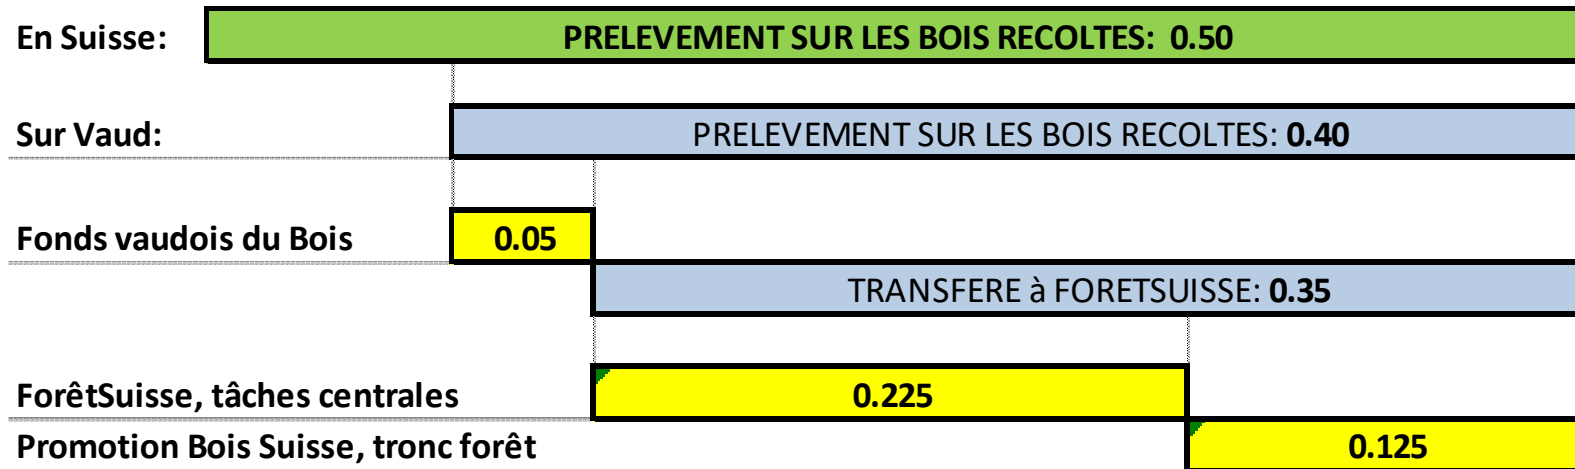 En Suisse: PRELEVEMENT SUR LES BOIS RECOLTES: 0.50
Sur Vaud: PRELEVEMENT SUR LES BOIS RECOLTES: 0.40
Fonds vaudois du Bois 0.05
TRANSFERE à FORETSUISSE: 0.35
ForêtSuisse, tâches centrales 0.225
Promotion Bois Suisse, tronc forêt 0.125